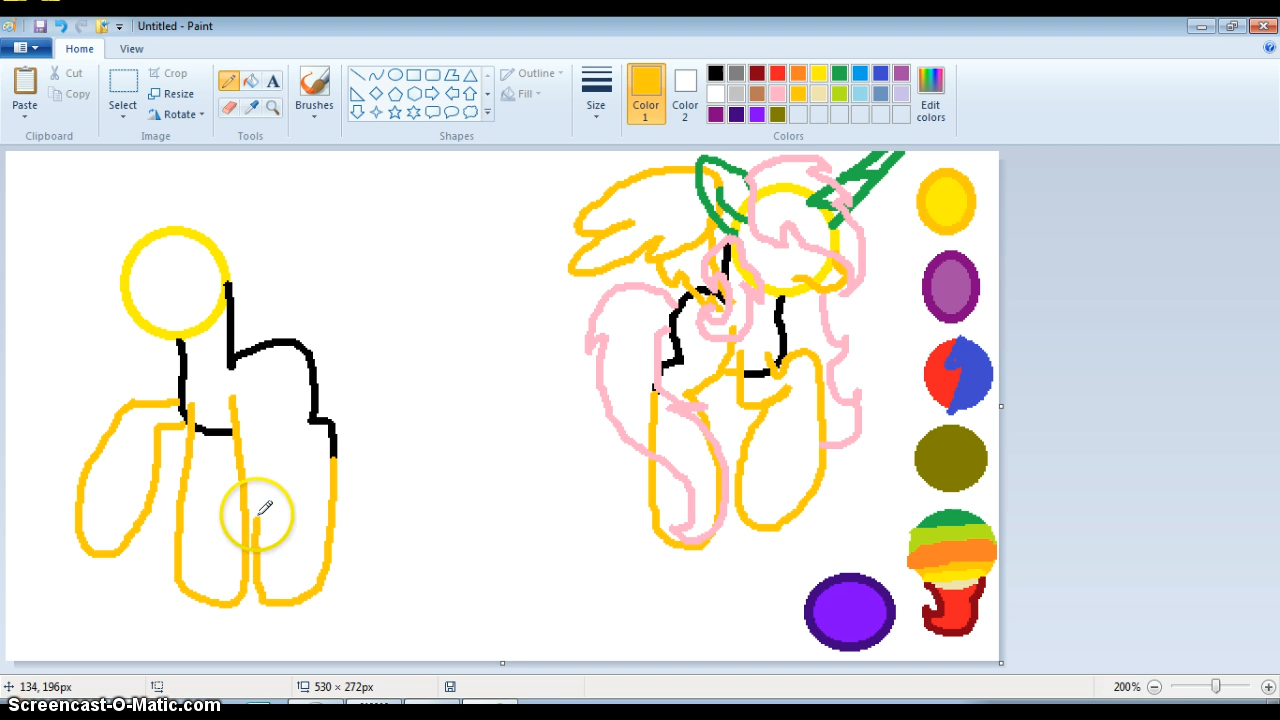 Untitled - Paint
Home
View
Paste
Cut
Copy
Clipboard
Select
Crop
Resize
Rotate
Image
A
Tools
Brushes
Shapes
Outline
Fill
Size
Color
1
Color
2
Edit
colors
Colors
134, 196px
530 × 272px
200%
Screencast-O-Matic.com